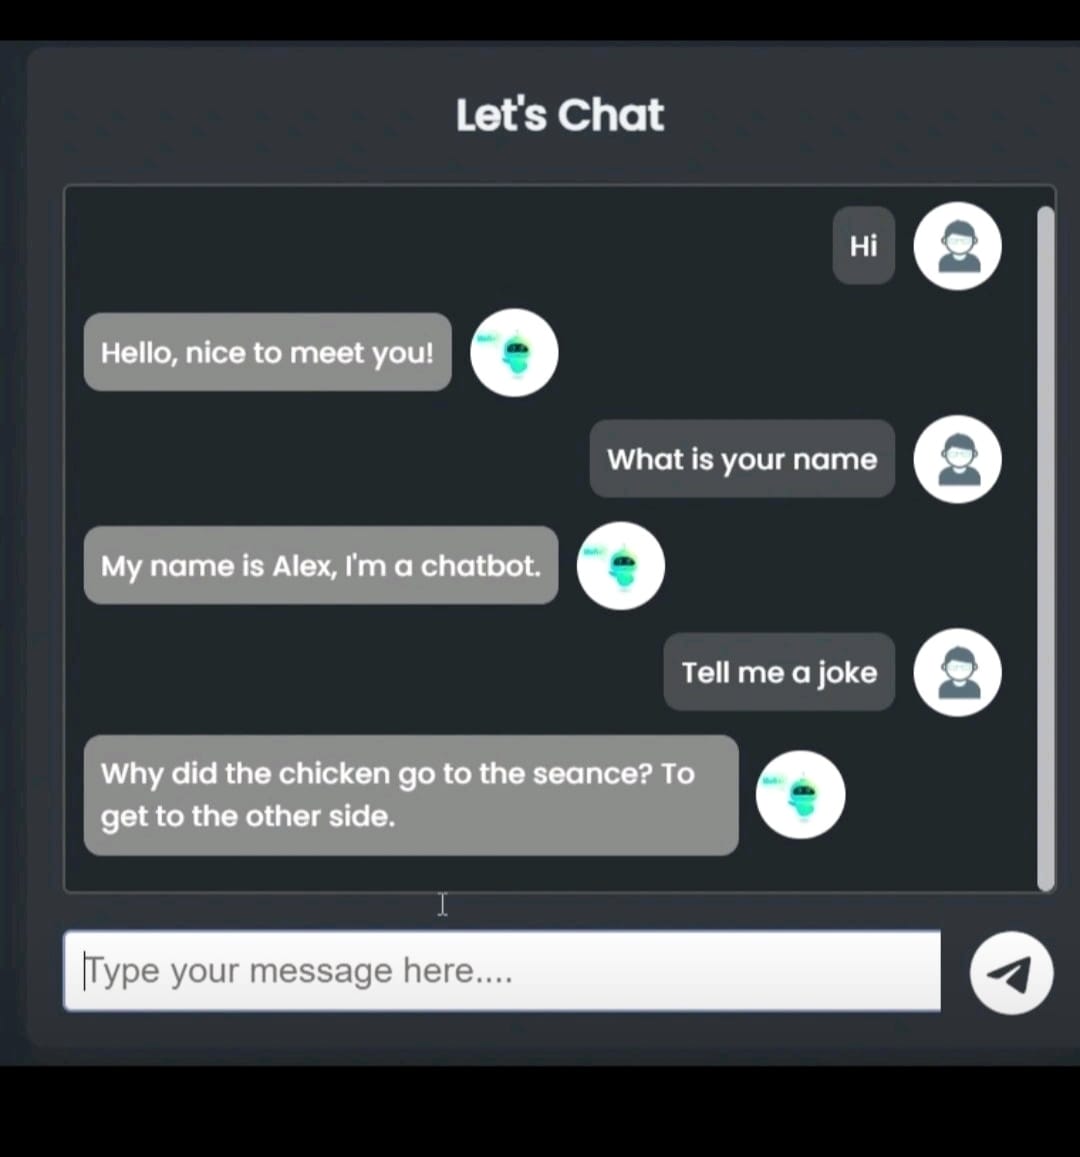 Let's Chat
Hi
Hello, nice to meet you!
What is your name
My name is Alex, I'm a chatbot.
Tell me a joke
Why did the chicken go to the seance? To
get to the other side.
Type your message here....